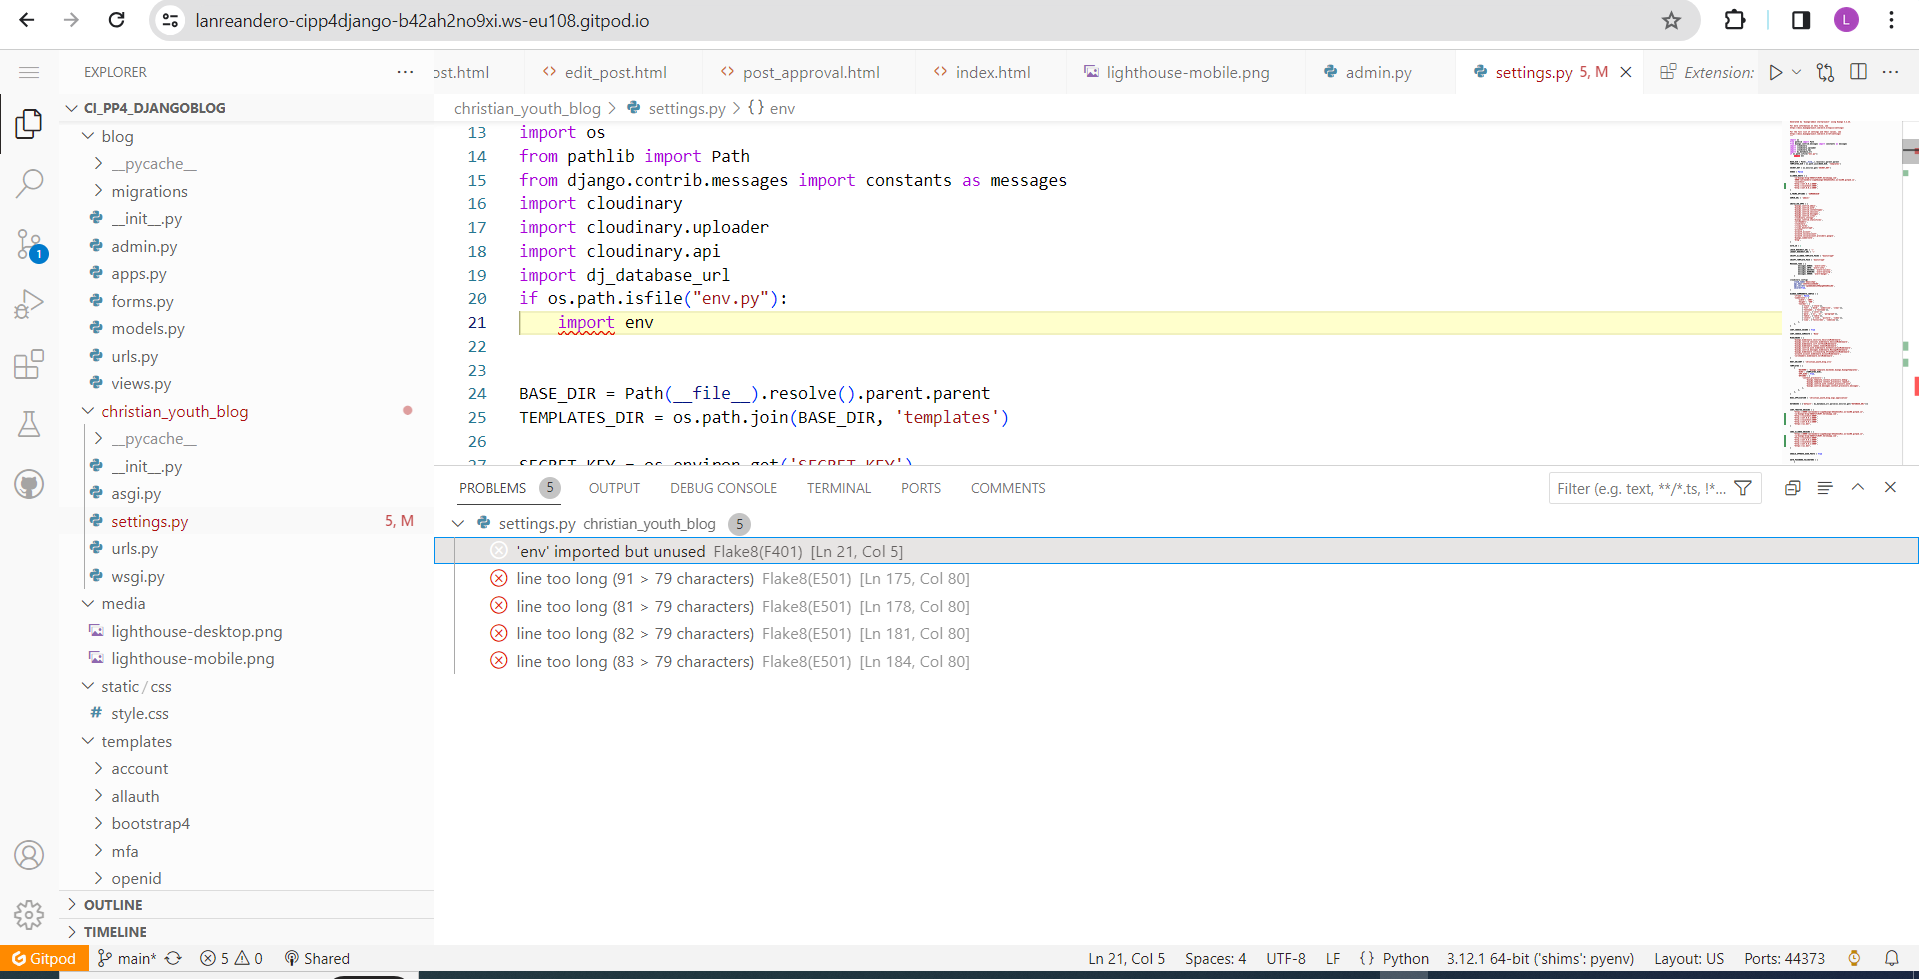 lanreandero-cipp4django-b42ah2no9xi.ws-eu108.gitpod.io
L
EXPLORER
ost.html
edit_post.html
post_approval.html
index.html
lighthouse-mobile.png
admin.py
settings.py 5, M
Extension:
CI_PP4_DJANGOBLOG
blog
__pycache__
migrations
__init__.py
admin.py
apps.py
forms.py
models.py
urls.py
views.py
christian_youth_blog
__pycache__
__init__.py
asgi.py
settings.py 5, M
urls.py
wsgi.py
media
lighthouse-desktop.png
lighthouse-mobile.png
static / css
# style.css
templates
account
allauth
bootstrap4
mfa
openid
OUTLINE
TIMELINE
1
christian_youth_blog > settings.py > {} env
13 import os
14 from pathlib import Path
15 from django.contrib.messages import constants as messages
16 import cloudinary
17 import cloudinary.uploader
18 import cloudinary.api
19 import dj_database_url
20 if os.path.isfile("env.py"):
21 import env
22
23
24 BASE_DIR = Path(__file__).resolve().parent.parent
25 TEMPLATES_DIR = os.path.join(BASE_DIR, 'templates')
26
27 SECRET_KEY = os.environ.get('SECRET_KEY')
PROBLEMS 5
OUTPUT
DEBUG CONSOLE
TERMINAL
PORTS
COMMENTS
Filter (e.g. text, **/*.ts, !*...
settings.py christian_youth_blog 5
'env' imported but unused Flake8(F401) [Ln 21, Col 5]
line too long (91 > 79 characters) Flake8(E501) [Ln 175, Col 80]
line too long (81 > 79 characters) Flake8(E501) [Ln 178, Col 80]
line too long (82 > 79 characters) Flake8(E501) [Ln 181, Col 80]
line too long (83 > 79 characters) Flake8(E501) [Ln 184, Col 80]
Gitpod
main*
5
0
Shared
Ln 21, Col 5
Spaces: 4
UTF-8
LF
{} Python
3.12.1 64-bit ('shims': pyenv)
Layout: US
Ports: 44373